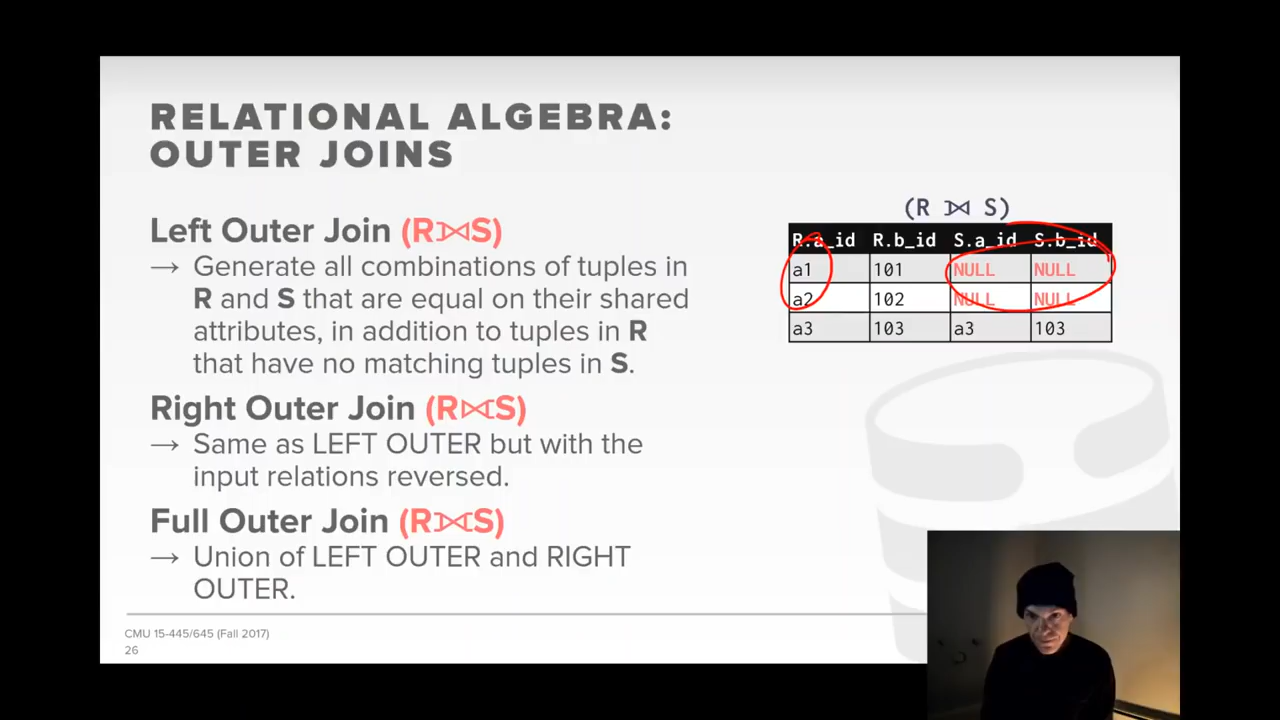 RELATIONAL ALGEBRA:
OUTER JOINS
Left Outer Join (R⟕S)
→ Generate all combinations of tuples in
R and S that are equal on their shared
attributes, in addition to tuples in R
that have no matching tuples in S.
Right Outer Join (R⟖S)
→ Same as LEFT OUTER but with the
input relations reversed.
Full Outer Join (R⟗S)
→ Union of LEFT OUTER and RIGHT
OUTER.
(R ⟕ S)
R.a_id R.b_id S.a_id S.b_id
a1 101 NULL NULL
a2 102 NULL NULL
a3 103 a3 103
CMU 15-445/645 (Fall 2017)
26